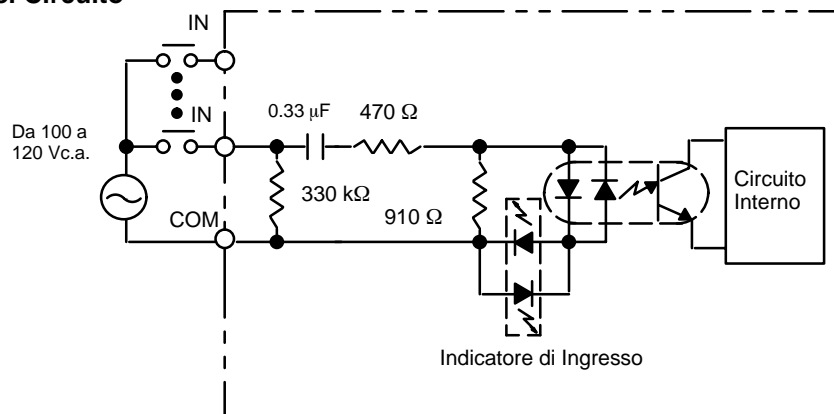 IN
IN
Da 100 a
120 Vc.a.
0.33 μF
470 Ω
330 kΩ
910 Ω
COM
Circuito
Interno
Indicatore di Ingresso